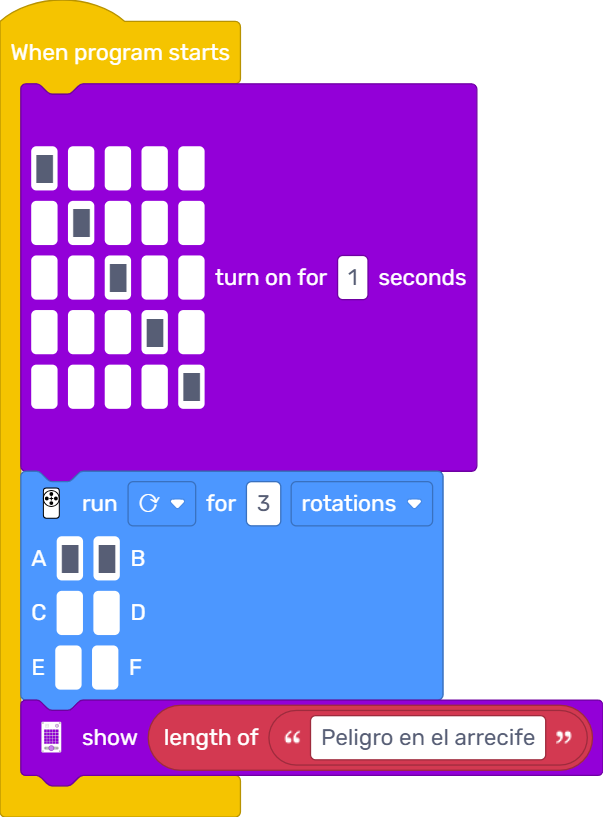 When program starts
turn on for 1 seconds
run for 3 rotations
A B
C D
E F
show length of “ Peligro en el arrecife ”